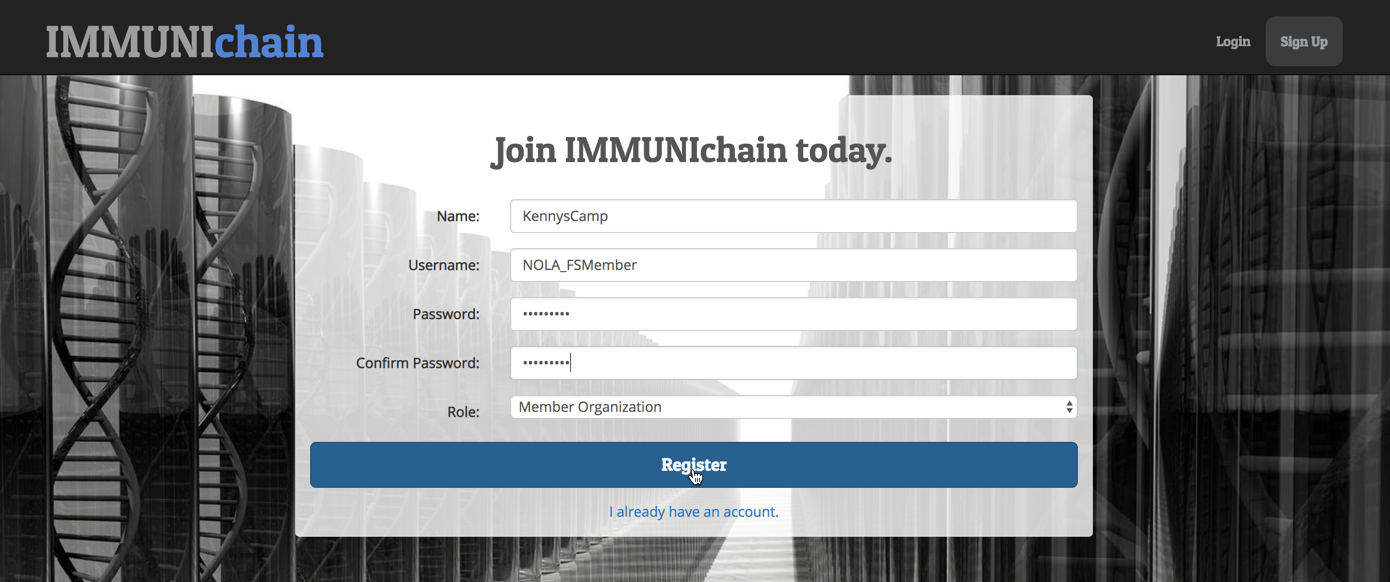 IMMUNIchain
Login
Sign Up
Join IMMUNIchain today.
Name:
KennysCamp
Username:
NOLA_FSMember
Password:
•••••••••
Confirm Password:
•••••••••
Role:
Member Organization
Register
I already have an account.